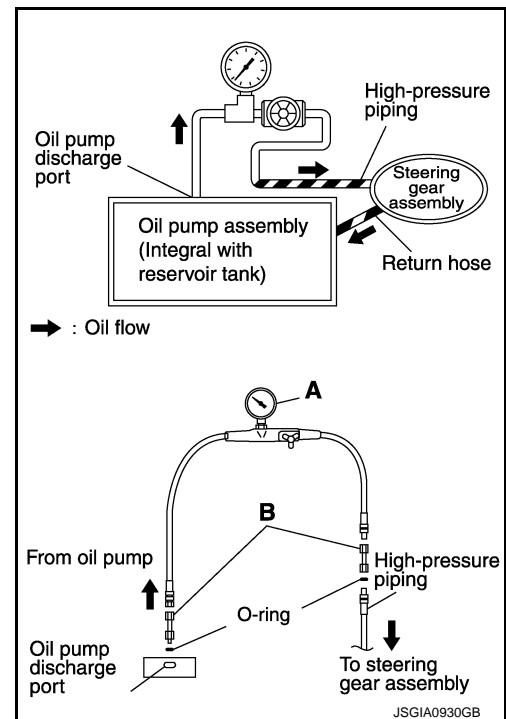 High-pressure
piping
Oil pump
discharge
port
Steering
gear
assembly
Oil pump assembly
(Integral with
reservoir tank)
Return hose
: Oil flow
A
B
From oil pump
High-pressure
piping
O-ring
Oil pump
discharge
port
To steering
gear assembly
JSGIA0930GB